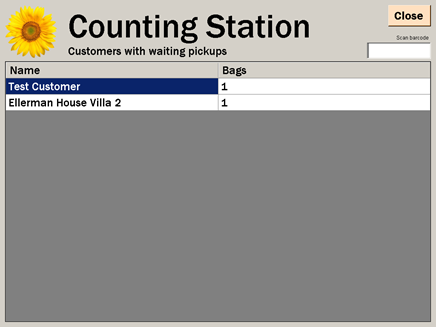 Counting Station
Close
Customers with waiting pickups
Scan barcode
Name Bags
Test Customer 1
Ellerman House Villa 2 1